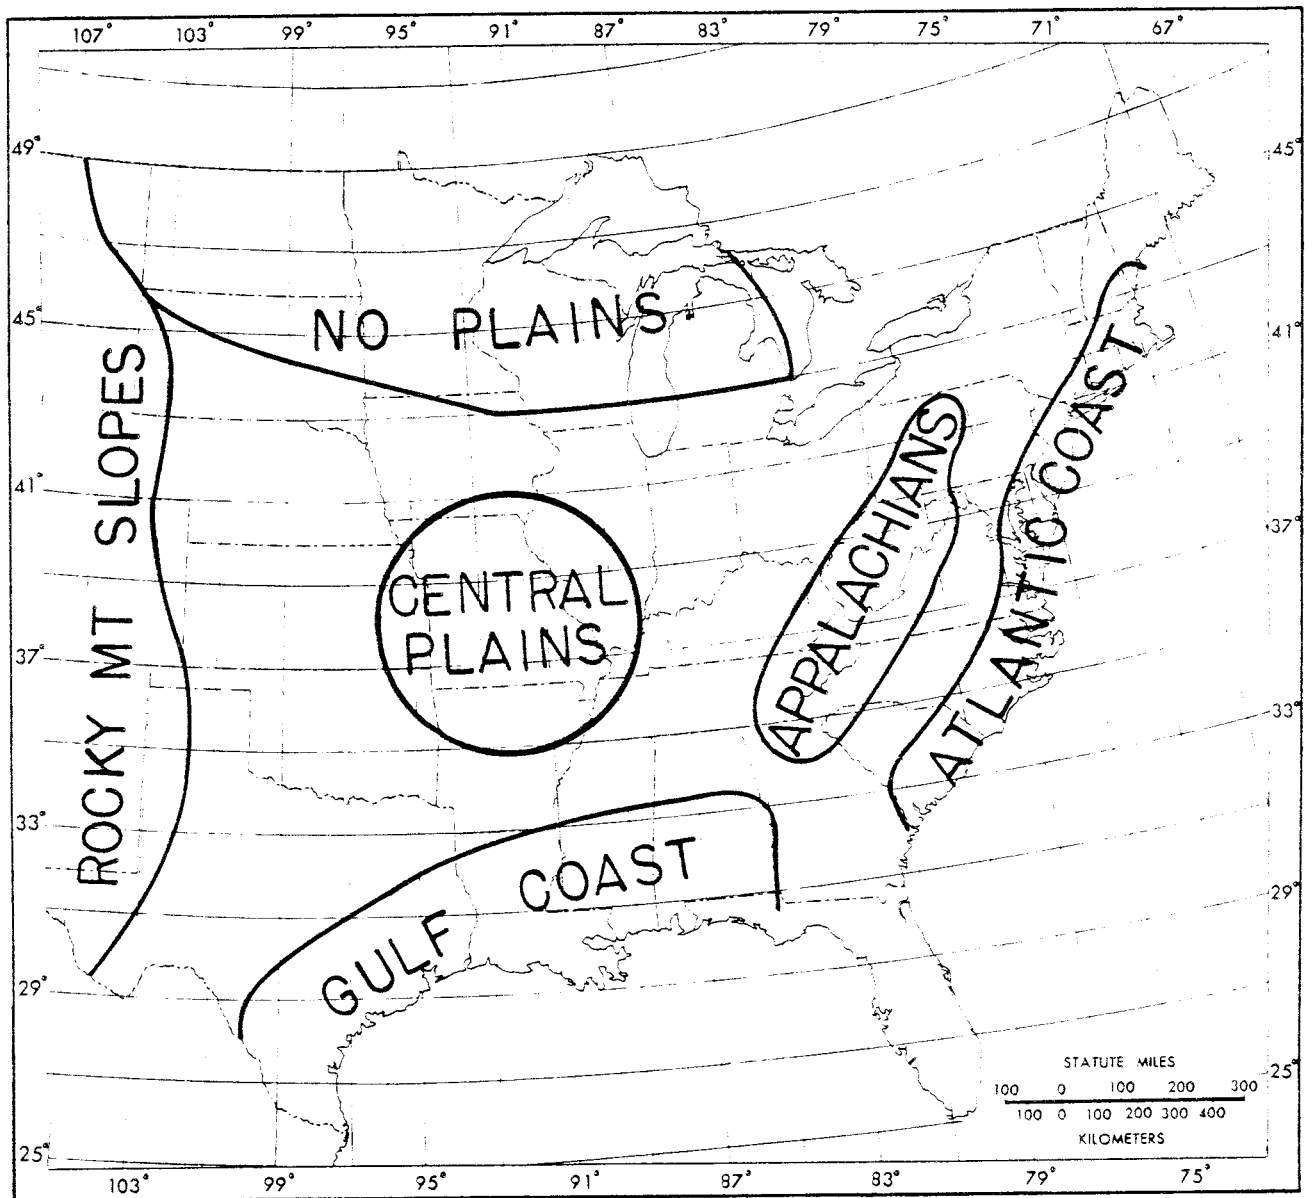 107° 103° 99° 95° 91° 87° 83° 79° 75° 71° 67°
49°
45°
41°
37°
33°
29°
25°
45°
41°
37°
33°
29°
25°
NO PLAINS
ROCKY MT SLOPES
CENTRAL
PLAINS
APPALACHIANS
ATLANTIC COAST
GULF COAST
STATUTE MILES
100 0 100 200 300
100 0 100 200 300 400
KILOMETERS
103° 99° 95° 91° 87° 83° 79° 75°